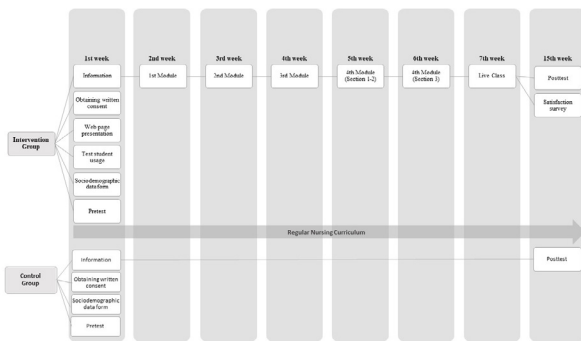 1st week 2nd week 3rd week 4th week 5th week 6th week 7th week 15th week
Information 1st Module 2nd Module 3rd Module 4th Module (Section 1-2) 4th Module (Section 3) Live Class Posttest
Obtaining written
consent
Satisfaction
survey
Web page
presentation
Intervention
Group
Test student
usage
Sociodemographic
data form
Pretest
Regular Nursing Curriculum
Information
Posttest
Control
Group
Obtaining written
consent
Sociodemographic
data form
Pretest